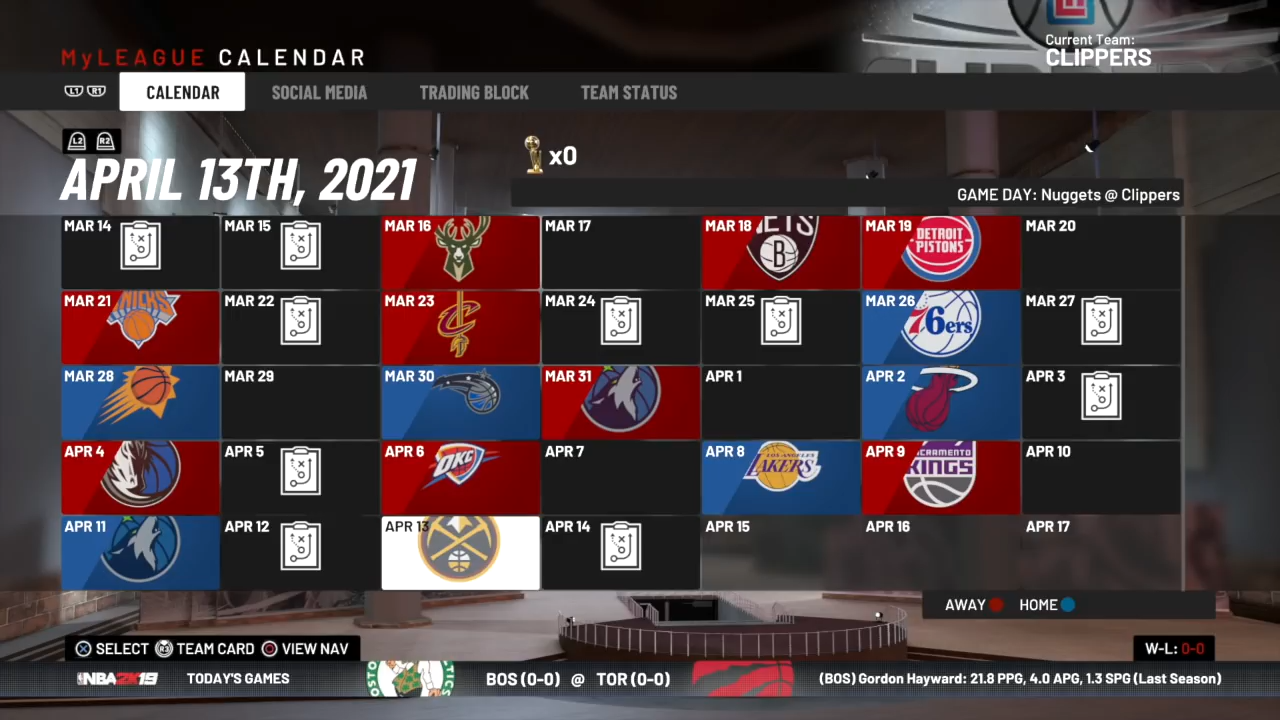 MyLEAGUE CALENDAR
Current Team:
CLIPPERS
L1 R1 CALENDAR SOCIAL MEDIA TRADING BLOCK TEAM STATUS
L2 R2
APRIL 13TH, 2021
x0
GAME DAY: Nuggets @ Clippers
MAR 14 MAR 15 MAR 16 MAR 17 MAR 18 MAR 19 MAR 20
ETS B DETROIT PISTONS
MAR 21 MAR 22 MAR 23 MAR 24 MAR 25 MAR 26 MAR 27
NICKS C 76ers
MAR 28 MAR 29 MAR 30 MAR 31 APR 1 APR 2 APR 3
APR 4 APR 5 APR 6 APR 7 APR 8 APR 9 APR 10
OKC LOS ANGELES LAKERS CRAMENTO KINGS
APR 11 APR 12 APR 13 APR 14 APR 15 APR 16 APR 17
AWAY HOME
SELECT R3 TEAM CARD VIEW NAV
W-L: 0-0
NBA2K19 TODAY'S GAMES BOS (0-0) @ TOR (0-0) (BOS) Gordon Hayward: 21.8 PPG, 4.0 APG, 1.3 SPG (Last Season)